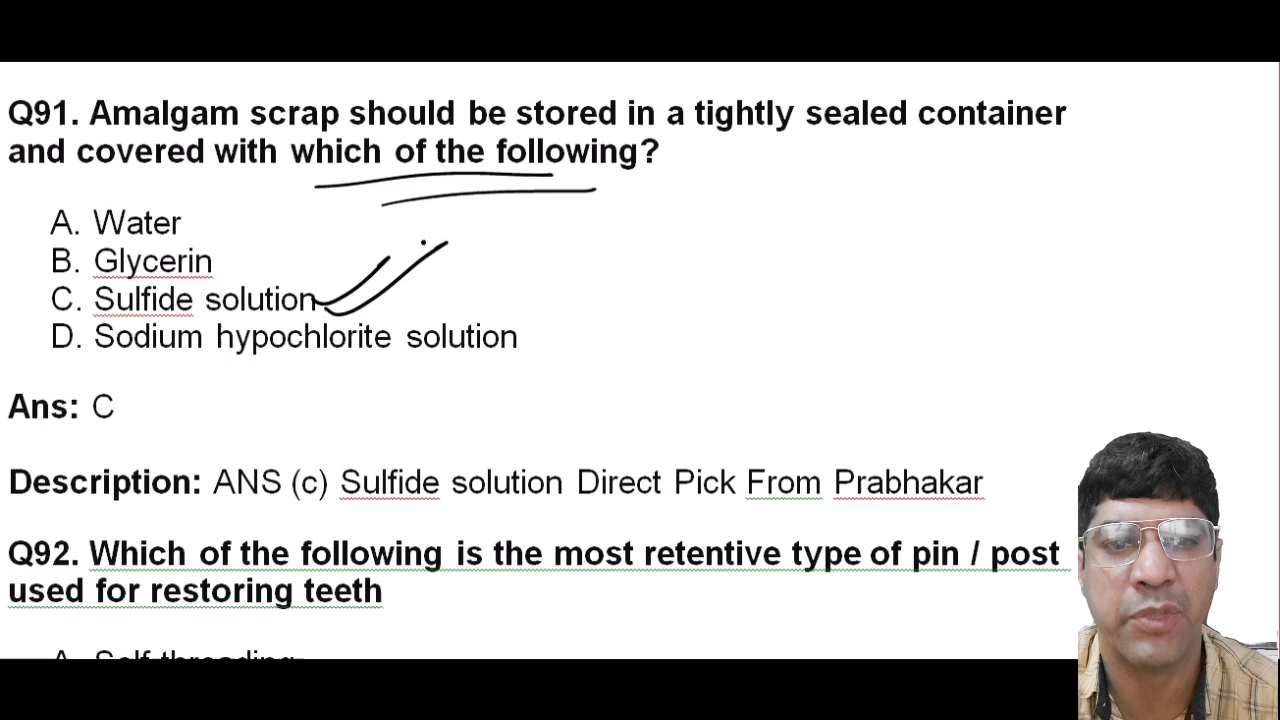 Q91. Amalgam scrap should be stored in a tightly sealed container
and covered with which of the following?
A. Water
B. Glycerin
C. Sulfide solution
D. Sodium hypochlorite solution
Ans: C
Description: ANS (c) Sulfide solution Direct Pick From Prabhakar
Q92. Which of the following is the most retentive type of pin / post
used for restoring teeth
A. Self threading